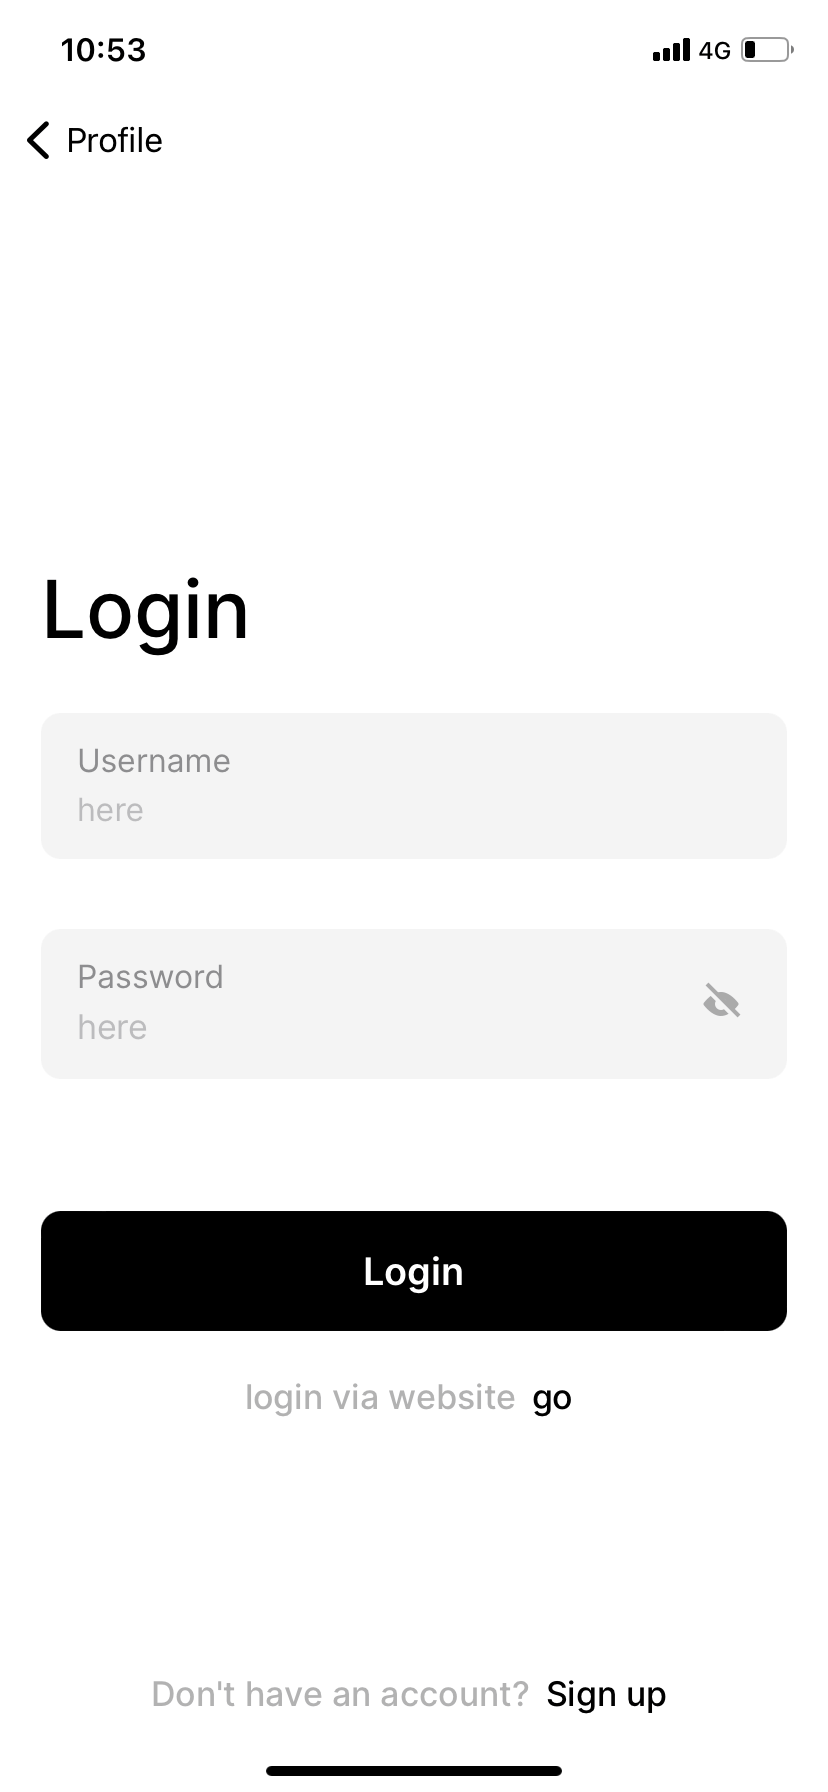 10:53 4G
Profile
Login
Username
here
Password
here
Login
login via website go
Don't have an account? Sign up